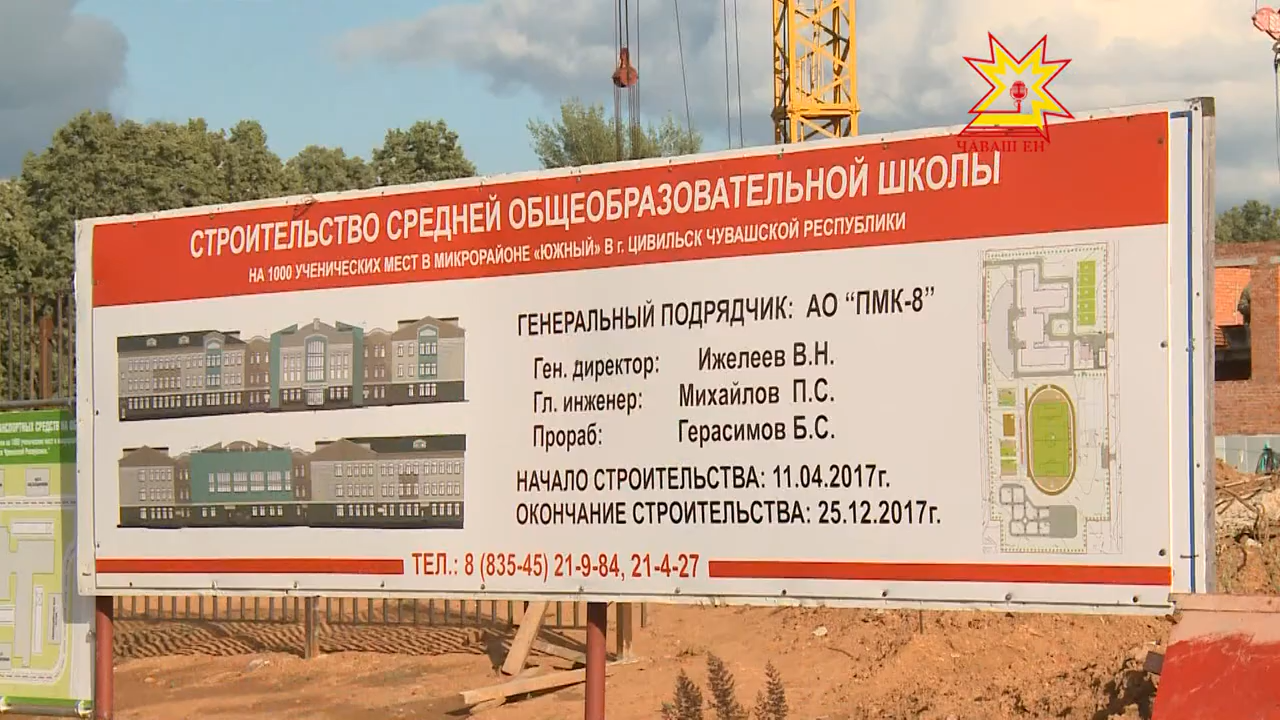 ЧӐВАШ ЕН
СТРОИТЕЛЬСТВО СРЕДНЕЙ ОБЩЕОБРАЗОВАТЕЛЬНОЙ ШКОЛЫ
НА 1000 УЧЕНИЧЕСКИХ МЕСТ В МИКРОРАЙОНЕ «ЮЖНЫЙ» В г. ЦИВИЛЬСК ЧУВАШСКОЙ РЕСПУБЛИКИ
ГЕНЕРАЛЬНЫЙ ПОДРЯДЧИК: АО “ПМК-8”
Ген. директор: Ижелеев В.Н.
Гл. инженер: Михайлов П.С.
Прораб: Герасимов Б.С.
НАЧАЛО СТРОИТЕЛЬСТВА: 11.04.2017г.
ОКОНЧАНИЕ СТРОИТЕЛЬСТВА: 25.12.2017г.
ТЕЛ.: 8 (835-45) 21-9-84, 21-4-27